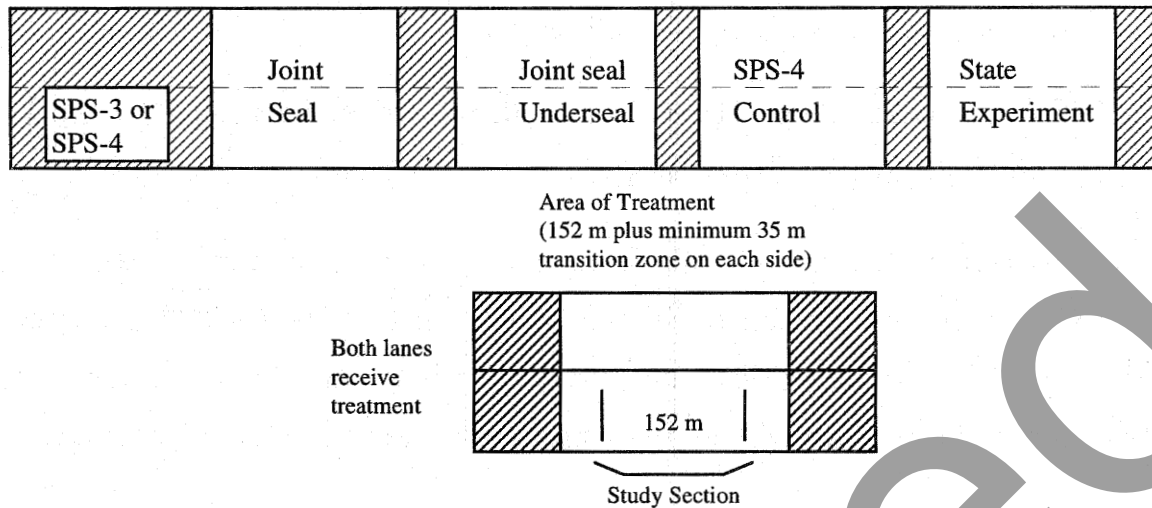 SPS-3 or
SPS-4
Joint
Seal
Joint seal
Underseal
SPS-4
Control
State
Experiment
Area of Treatment
(152 m plus minimum 35 m
transition zone on each side)
Both lanes
receive
treatment
152 m
Study Section
ed